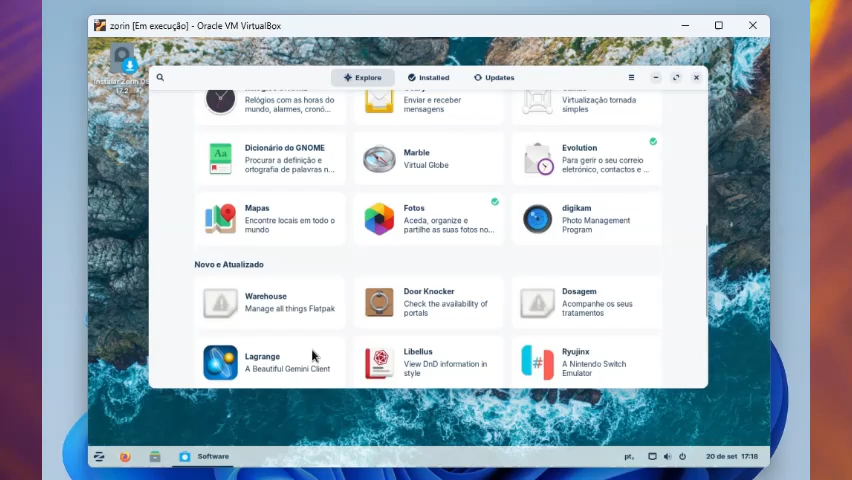 zorin [Em execução] - Oracle VM VirtualBox
Instalar Zorin OS
17.2
Explore
Installed
Updates
Relógios com as horas do
mundo, alarmes, cronó...
Enviar e receber
mensagens
Virtualização tornada
simples
Dicionário do GNOME
Procurar a definição e
ortografia de palavras n...
Marble
Virtual Globe
Evolution
Para gerir o seu correio
eletrónico, contactos e ...
Mapas
Encontre locais em todo o
mundo
Fotos
Aceda, organize e
partilhe as suas fotos no...
digiKam
Photo Management
Program
Novo e Atualizado
Warehouse
Manage all things Flatpak
Door Knocker
Check the availability of
portals
Dosagem
Acompanhe os seus
tratamentos
Lagrange
A Beautiful Gemini Client
Libellus
View DnD information in
style
Ryujinx
A Nintendo Switch
Emulator
Software
pt,
20 de set 17:18